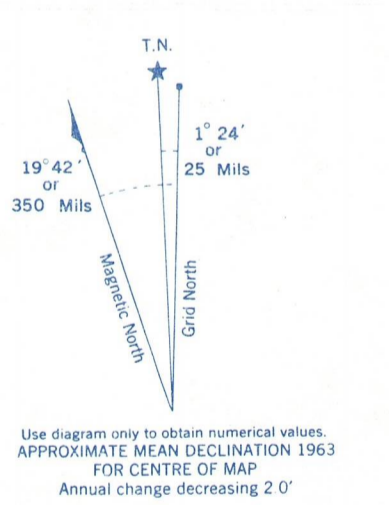 T.N.
1° 24′
or
25 Mils
19° 42′
or
350 Mils
Magnetic North
Grid North
Use diagram only to obtain numerical values.
APPROXIMATE MEAN DECLINATION 1963
FOR CENTRE OF MAP
Annual change decreasing 2.0′